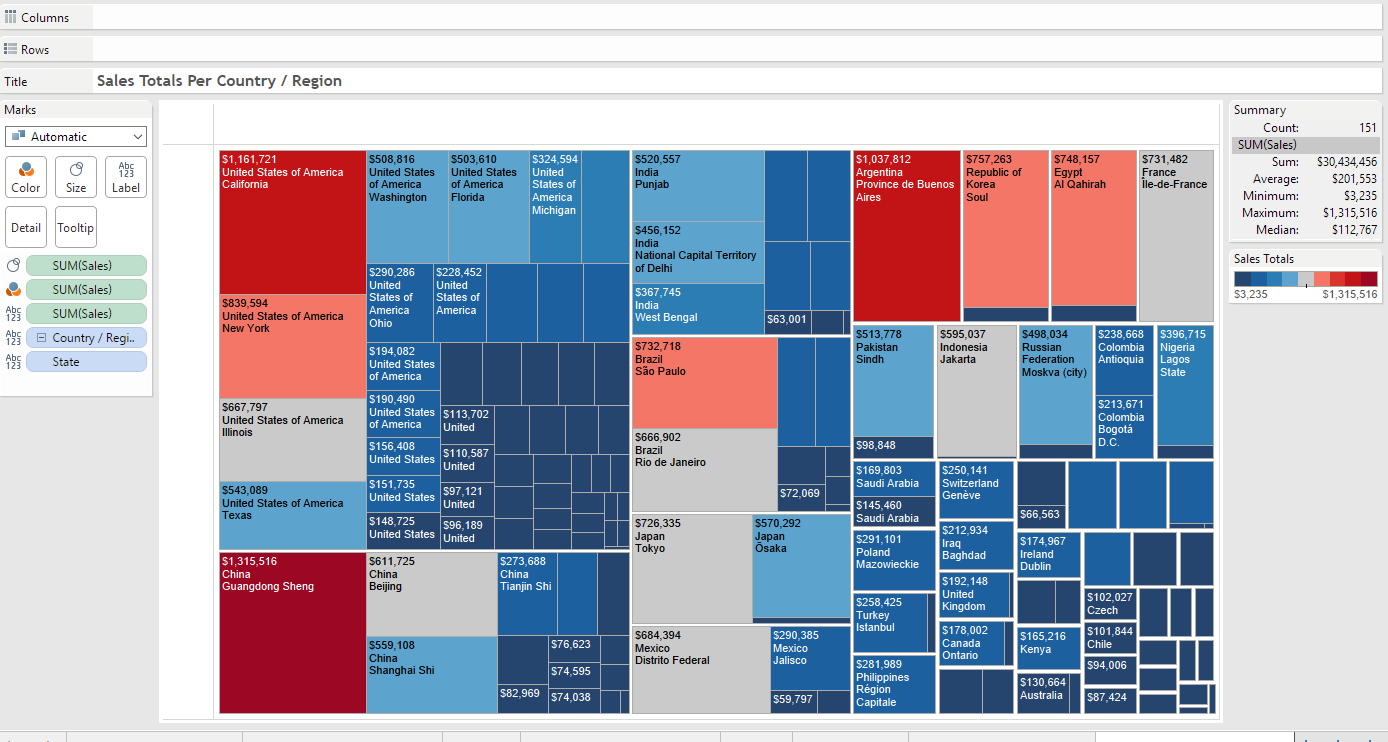 Columns
Rows
Title
Sales Totals Per Country / Region
Marks
Automatic
Color
Size
Abc
123
Label
Detail
Tooltip
SUM(Sales)
SUM(Sales)
Abc
123
SUM(Sales)
Abc
123
Country / Regi..
Abc
123
State
$1,161,721
United States of America
California
$839,594
United States of America
New York
$667,797
United States of America
Illinois
$543,089
United States of America
Texas
$508,816
United States
of America
Washington
$503,610
United States
of America
Florida
$324,594
United
States of
America
Michigan
$290,286
United
States of
America
Ohio
$228,452
United
States of
America
$194,082
United States
of America
$190,490
United States
of America
$156,408
United States
$151,735
United States
$148,725
United States
$113,702
United
$110,587
United
$97,121
United
$96,189
United
$1,315,516
China
Guangdong Sheng
$611,725
China
Beijing
$559,108
China
Shanghai Shi
$273,688
China
Tianjin Shi
$82,969
$76,623
$74,595
$74,038
$520,557
India
Punjab
$456,152
India
National Capital Territory
of Delhi
$367,745
India
West Bengal
$63,001
$732,718
Brazil
São Paulo
$666,902
Brazil
Rio de Janeiro
$72,069
$726,335
Japan
Tokyo
$570,292
Japan
Ōsaka
$684,394
Mexico
Distrito Federal
$290,385
Mexico
Jalisco
$59,797
$1,037,812
Argentina
Province de Buenos
Aires
$757,263
Republic of
Korea
Soul
$748,157
Egypt
Al Qahirah
$731,482
France
Île-de-France
$513,778
Pakistan
Sindh
$98,848
$595,037
Indonesia
Jakarta
$498,034
Russian
Federation
Moskva (city)
$238,668
Colombia
Antioquia
$213,671
Colombia
Bogotá
D.C.
$396,715
Nigeria
Lagos
State
$169,803
Saudi Arabia
$145,460
Saudi Arabia
$291,101
Poland
Mazowieckie
$258,425
Turkey
Istanbul
$281,989
Philippines
Région
Capitale
$250,141
Switzerland
Genève
$212,934
Iraq
Baghdad
$192,148
United
Kingdom
$178,002
Canada
Ontario
$66,563
$174,967
Ireland
Dublin
$165,216
Kenya
$130,664
Australia
$102,027
Czech
$101,844
Chile
$94,006
$87,424
Summary
Count: 151
SUM(Sales)
Sum: $30,434,456
Average: $201,553
Minimum: $3,235
Maximum: $1,315,516
Median: $112,767
Sales Totals
$3,235 $1,315,516